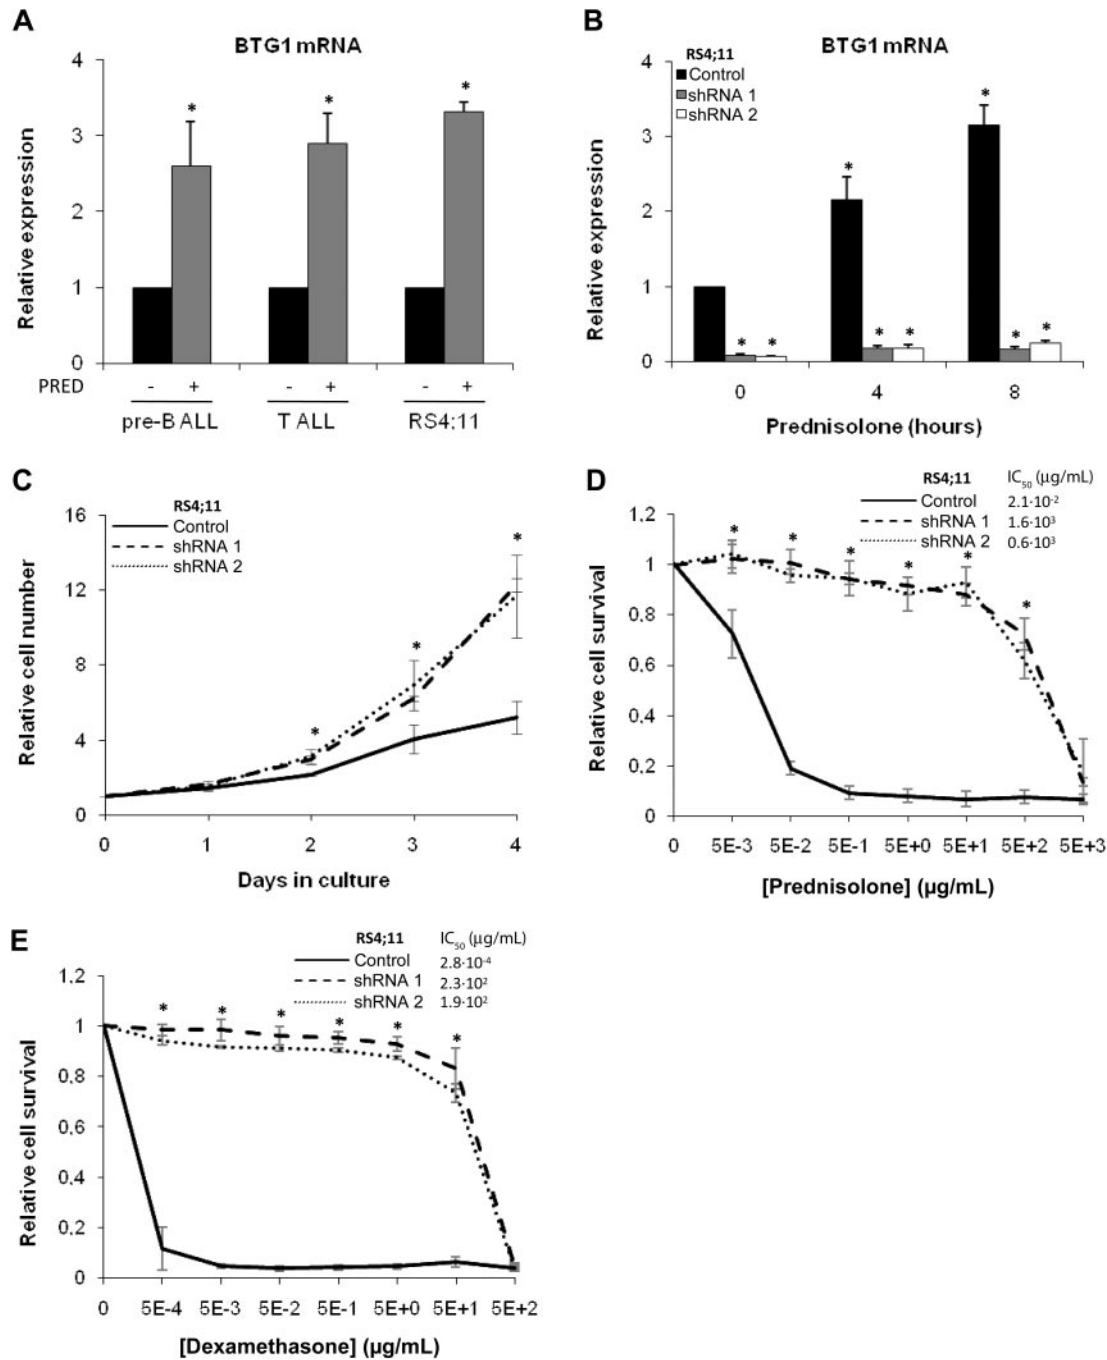 A
BTG1 mRNA
Relative expression
4
3
2
1
0
* * *
PRED - + - + - +
pre-B ALL T ALL RS4;11
B
BTG1 mRNA
RS4;11
Control
shRNA 1
shRNA 2
Relative expression
4
3
2
1
0
* * * * * * * *
0 4 8
Prednisolone (hours)
C
RS4;11
Control
shRNA 1
shRNA 2
Relative cell number
16
12
8
4
0
* * *
0 1 2 3 4
Days in culture
D
RS4;11 IC50 (µg/mL)
Control 2.1·10-2
shRNA 1 1.6·10³
shRNA 2 0.6·10³
Relative cell survival
1,2
1
0,8
0,6
0,4
0,2
0
* * * * * *
0 5E-3 5E-2 5E-1 5E+0 5E+1 5E+2 5E+3
[Prednisolone] (µg/mL)
E
RS4;11 IC50 (µg/mL)
Control 2.8·10-4
shRNA 1 2.3·10²
shRNA 2 1.9·10²
Relative cell survival
1,2
1
0,8
0,6
0,4
0,2
0
* * * * * *
0 5E-4 5E-3 5E-2 5E-1 5E+0 5E+1 5E+2
[Dexamethasone] (µg/mL)